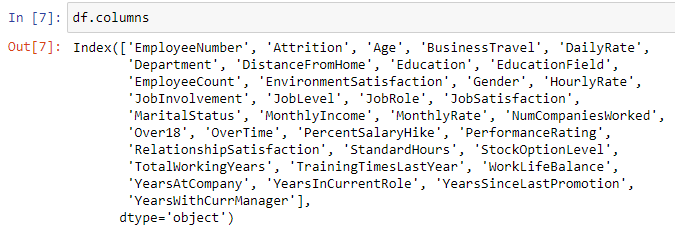 In [7]: df.columns
Out[7]: Index(['EmployeeNumber', 'Attrition', 'Age', 'BusinessTravel', 'DailyRate',
'Department', 'DistanceFromHome', 'Education', 'EducationField',
'EmployeeCount', 'EnvironmentSatisfaction', 'Gender', 'HourlyRate',
'JobInvolvement', 'JobLevel', 'JobRole', 'JobSatisfaction',
'MaritalStatus', 'MonthlyIncome', 'MonthlyRate', 'NumCompaniesWorked',
'Over18', 'OverTime', 'PercentSalaryHike', 'PerformanceRating',
'RelationshipSatisfaction', 'StandardHours', 'StockOptionLevel',
'TotalWorkingYears', 'TrainingTimesLastYear', 'WorkLifeBalance',
'YearsAtCompany', 'YearsInCurrentRole', 'YearsSinceLastPromotion',
'YearsWithCurrManager'],
dtype='object')